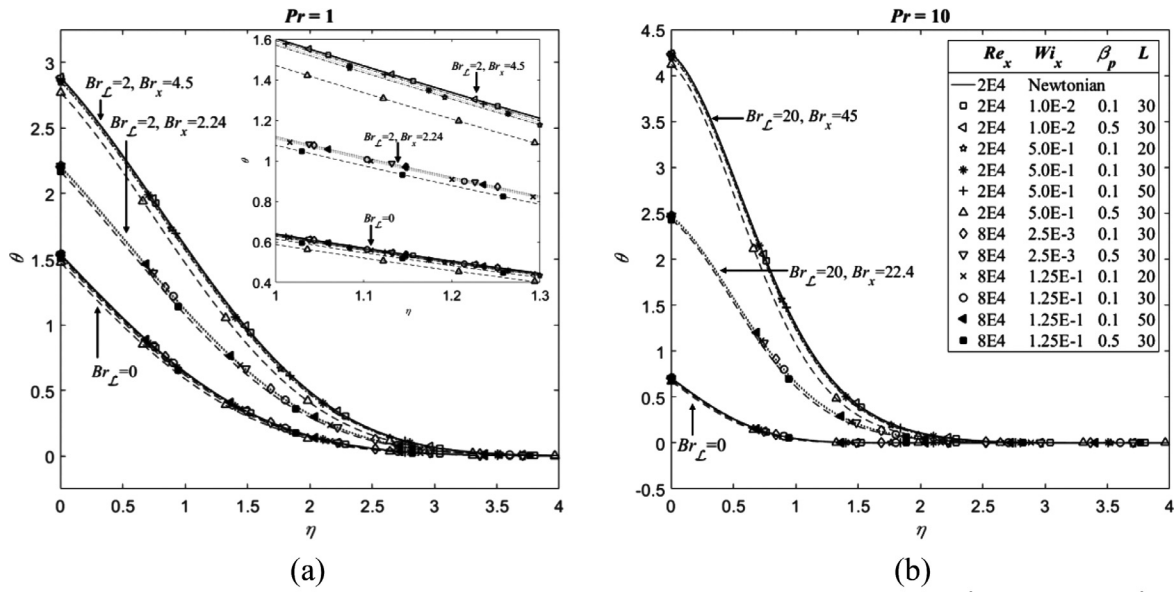 Pr = 1
3
2.5
2
1.5
1
0.5
0
θ
0 0.5 1 1.5 2 2.5 3 3.5 4
η
Br_ℒ=2, Br_x=4.5
Br_ℒ=2, Br_x=2.24
Br_ℒ=0
1.6
1.4
1.2
1
0.8
0.6
0.4
θ
1 1.1 1.2 1.3
η
Br_ℒ=2, Br_x=4.5
Br_ℒ=2, Br_x=2.24
Br_ℒ=0
(a)
Pr = 10
4.5
4
3.5
3
2.5
2
1.5
1
0.5
0
-0.5
θ
0 0.5 1 1.5 2 2.5 3 3.5 4
η
Br_ℒ=20, Br_x=45
Br_ℒ=20, Br_x=22.4
Br_ℒ=0
Re_x Wi_x β_p L
2E4 Newtonian
2E4 1.0E-2 0.1 30
2E4 1.0E-2 0.5 30
2E4 5.0E-1 0.1 20
2E4 5.0E-1 0.1 30
2E4 5.0E-1 0.1 50
2E4 5.0E-1 0.5 30
8E4 2.5E-3 0.1 30
8E4 2.5E-3 0.5 30
8E4 1.25E-1 0.1 20
8E4 1.25E-1 0.1 30
8E4 1.25E-1 0.1 50
8E4 1.25E-1 0.5 30
(b)